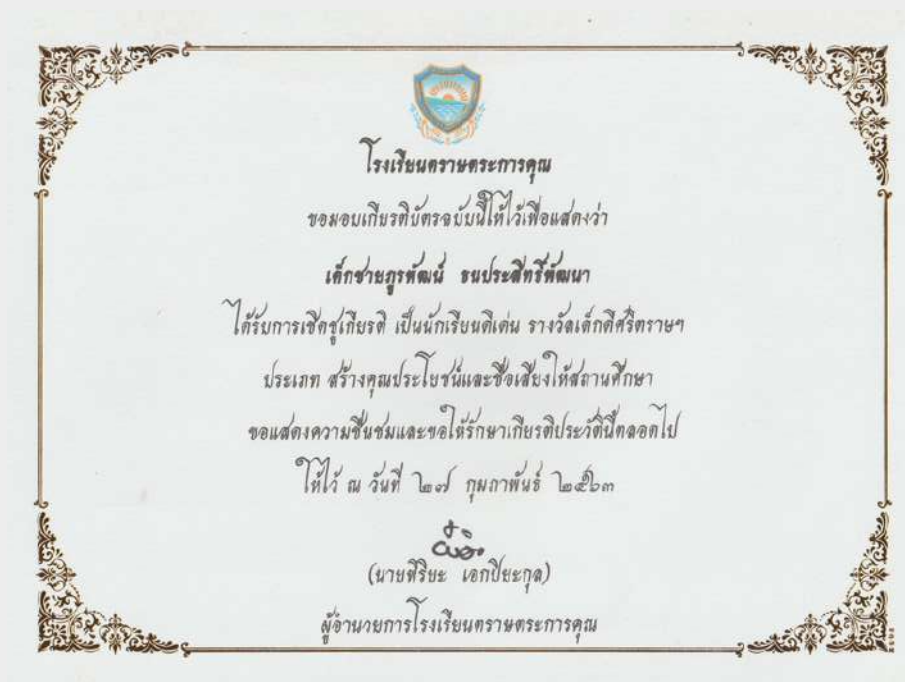 โรงเรียนตราษตระการคุณ
ขอมอบเกียรติบัตรฉบับนี้ให้ไว้เพื่อแสดงว่า
เด็กชายภูรพัฒน์ ธนประสิทธิ์พัฒนา
ได้รับการเชิดชูเกียรติ เป็นนักเรียนดีเด่น รางวัลเด็กดีศรีตราษฯ
ประเภท สร้างคุณประโยชน์และชื่อเสียงให้สถานศึกษา
ขอแสดงความชื่นชมและขอให้รักษาเกียรติประวัตินี้ตลอดไป
ให้ไว้ ณ วันที่ ๒๗ กุมภาพันธ์ ๒๕๖๓
(นายพิริยะ เอกปิยะกุล)
ผู้อำนวยการโรงเรียนตราษตระการคุณ